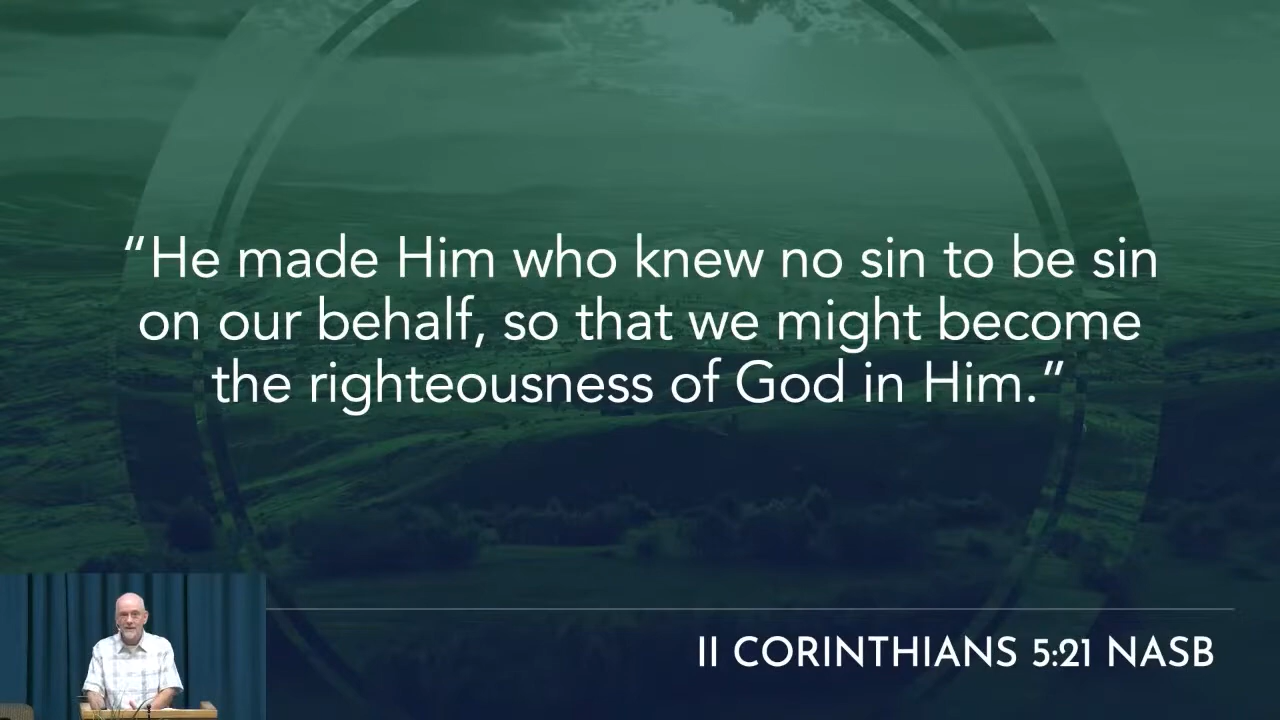 “He made Him who knew no sin to be sin
on our behalf, so that we might become
the righteousness of God in Him.”
II CORINTHIANS 5:21 NASB